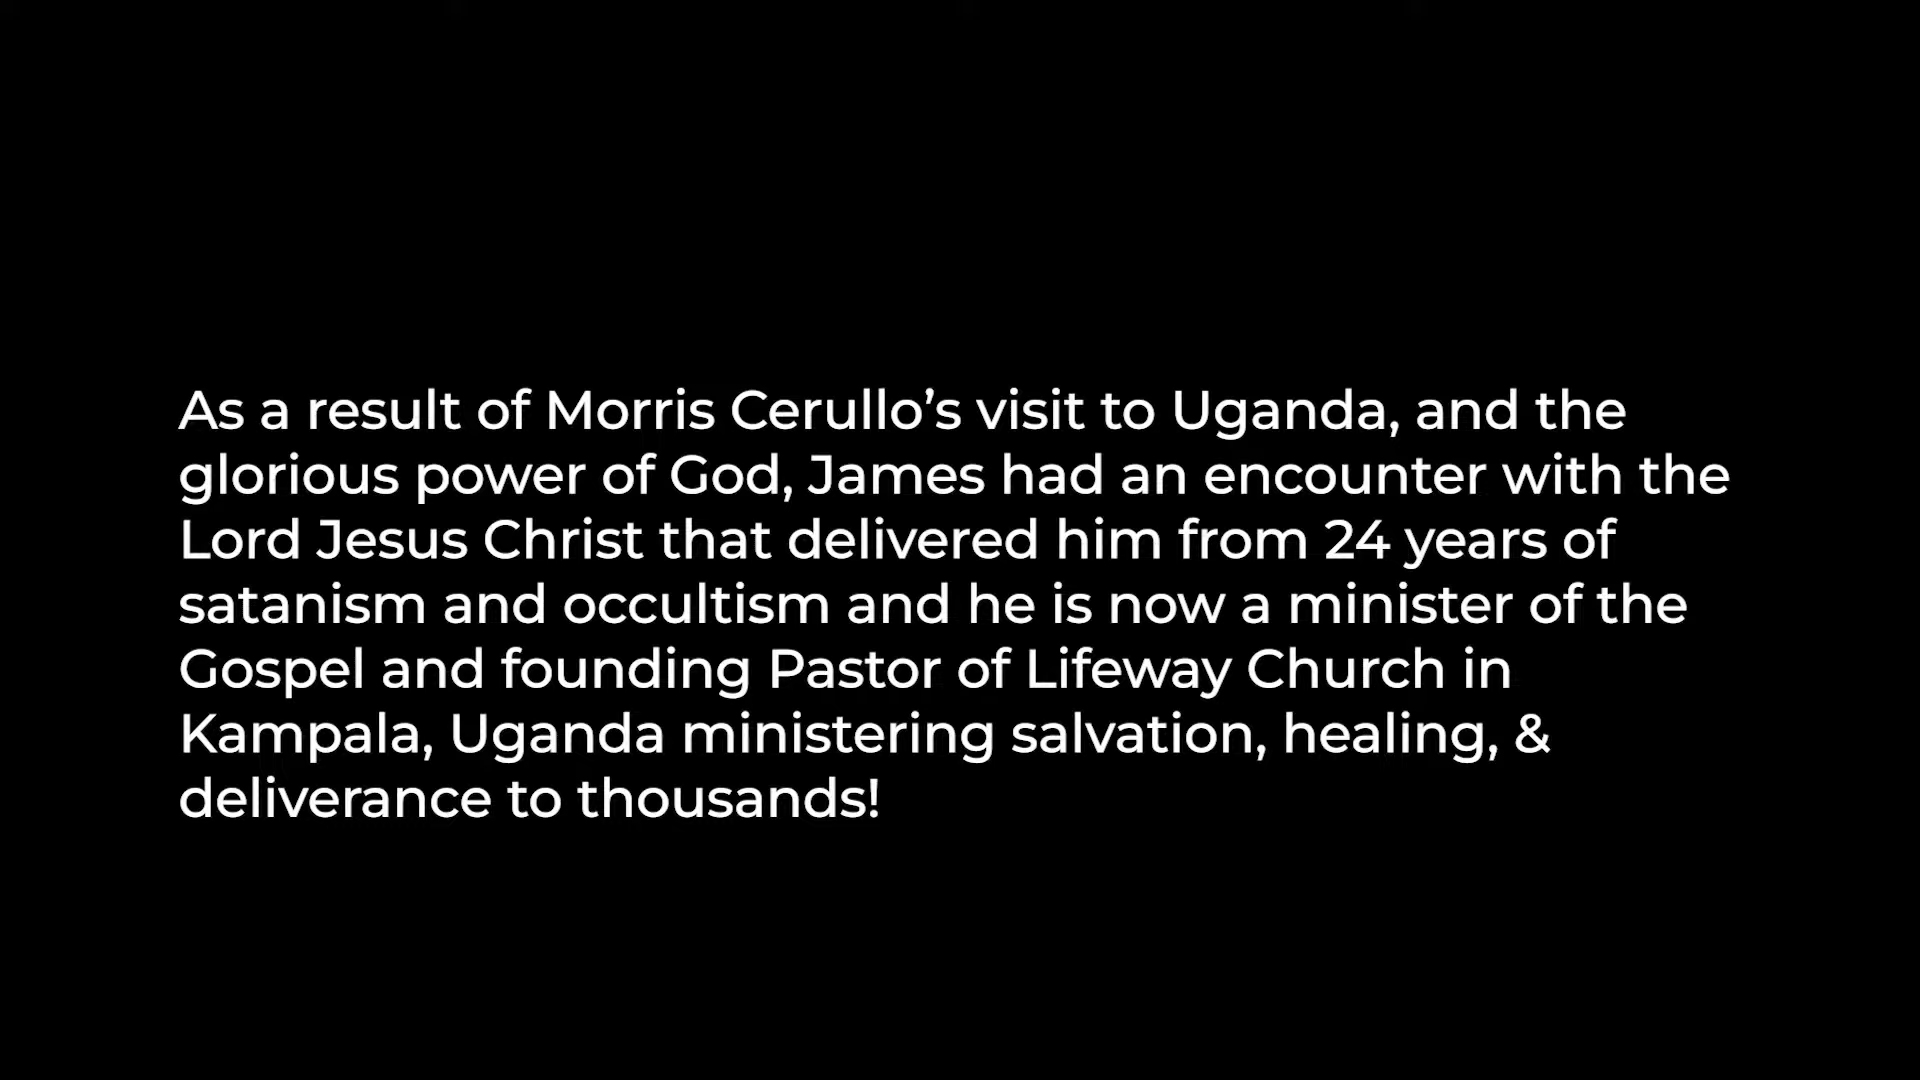 As a result of Morris Cerullo’s visit to Uganda, and the
glorious power of God, James had an encounter with the
Lord Jesus Christ that delivered him from 24 years of
satanism and occultism and he is now a minister of the
Gospel and founding Pastor of Lifeway Church in
Kampala, Uganda ministering salvation, healing, &
deliverance to thousands!